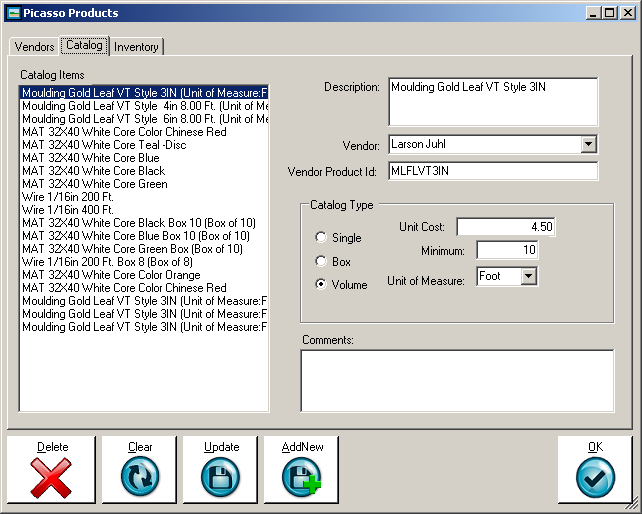 Picasso Products
Vendors Catalog Inventory
Catalog Items
Moulding Gold Leaf VT Style 3IN (Unit of Measure:F
Moulding Gold Leaf VT Style 4in 8.00 Ft. (Unit of Me
Moulding Gold Leaf VT Style 6in 8.00 Ft. (Unit of Me
MAT 32X40 White Core Color Chinese Red
MAT 32X40 White Core Teal -Disc
MAT 32X40 White Core Blue
MAT 32X40 White Core Black
MAT 32X40 White Core Green
Wire 1/16in 200 Ft.
Wire 1/16in 400 Ft.
MAT 32X40 White Core Black Box 10 (Box of 10)
MAT 32X40 White Core Blue Box 10 (Box of 10)
MAT 32X40 White Core Green Box (Box of 10)
Wire 1/16in 200 Ft. Box 8 (Box of 8)
MAT 32X40 White Core Color Orange
MAT 32X40 White Core Color Chinese Red
Moulding Gold Leaf VT Style 3IN (Unit of Measure:F
Moulding Gold Leaf VT Style 3IN (Unit of Measure:F
Moulding Gold Leaf VT Style 3IN (Unit of Measure:F
Description: Moulding Gold Leaf VT Style 3IN
Vendor: Larson Juhl
Vendor Product Id: MLFLVT3IN
Catalog Type
Single
Box
Volume
Unit Cost: 4.50
Minimum: 10
Unit of Measure: Foot
Comments:
Delete Clear Update AddNew OK